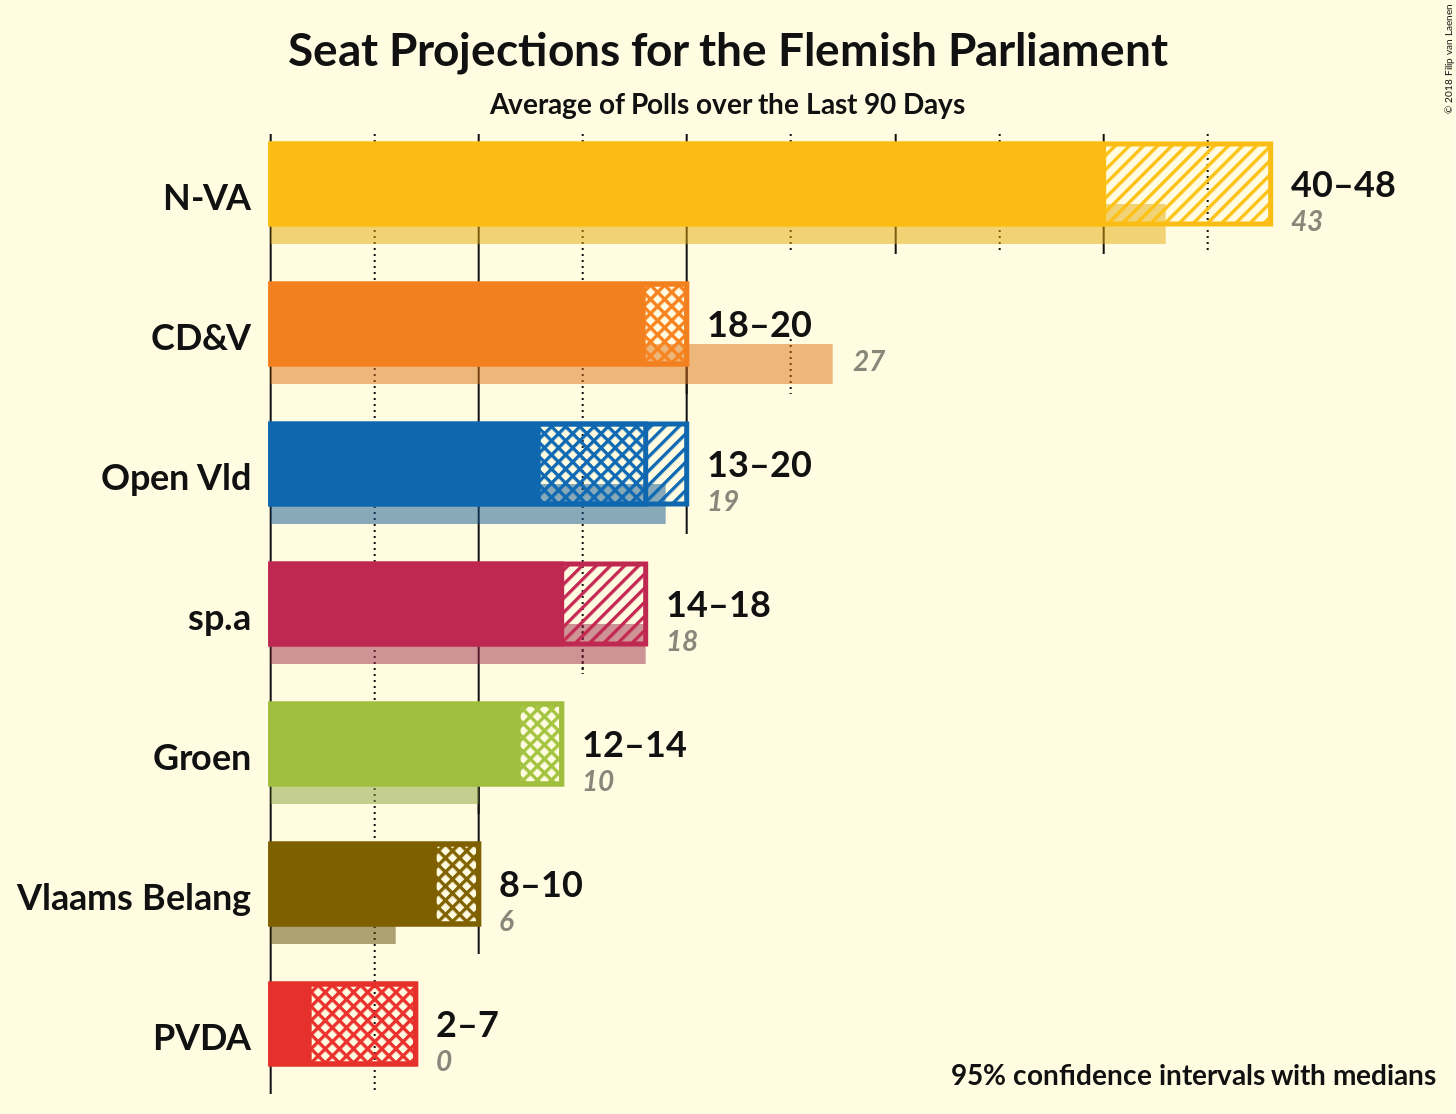 Seat Projections for the Flemish Parliament
Average of Polls over the Last 90 Days
© 2018 Filip van Laenen
N-VA
40–48
43
CD&V
18–20
27
Open Vld
13–20
19
sp.a
14–18
18
Groen
12–14
10
Vlaams Belang
8–10
6
PVDA
2–7
0
95% confidence intervals with medians